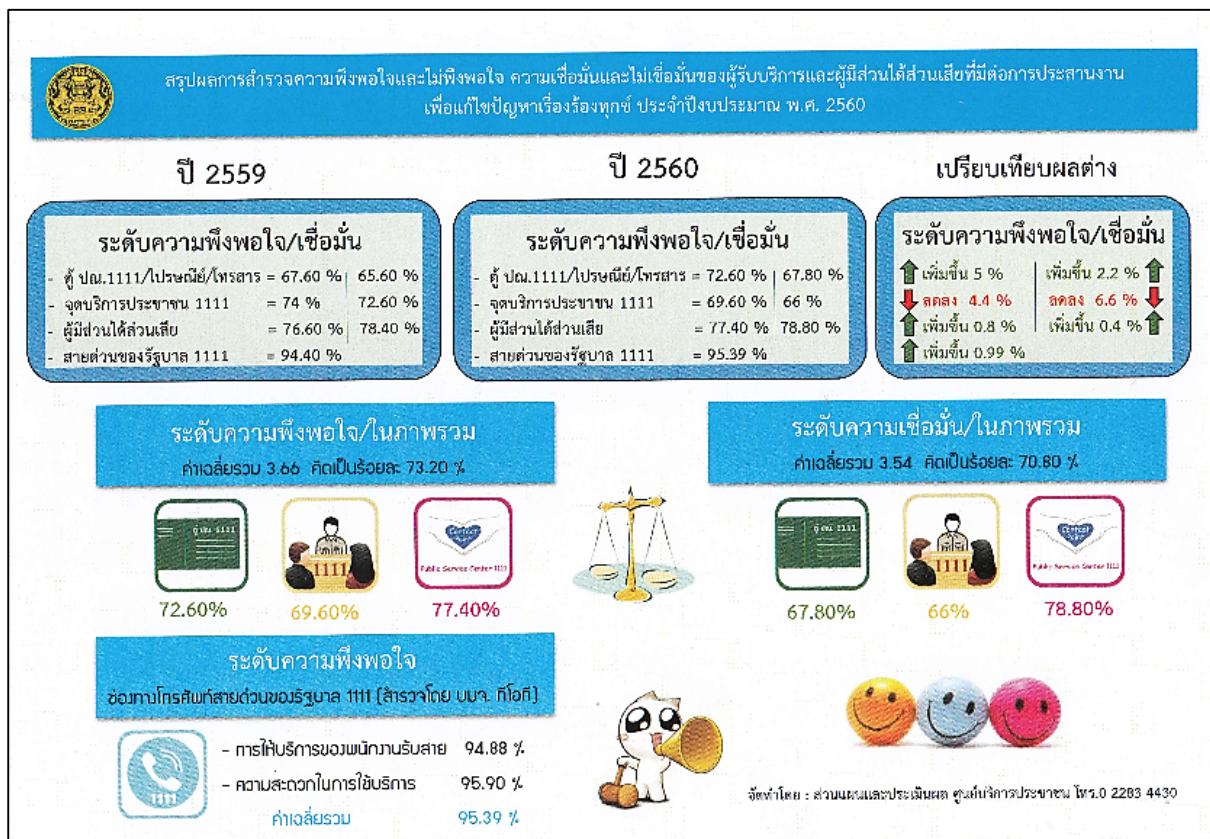 สรุปผลการสำรวจความพึงพอใจและไม่พึงพอใจ ความเชื่อมั่นและไม่เชื่อมั่นของผู้รับบริการและผู้มีส่วนได้ส่วนเสียที่มีต่อการประสานงาน
เพื่อแก้ไขปัญหาเรื่องร้องทุกข์ ประจำปีงบประมาณ พ.ศ. 2560
ปี 2559
ระดับความพึงพอใจ/เชื่อมั่น
- ตู้ ปณ.1111/ไปรษณีย์/โทรสาร = 67.60 % 65.60 %
- จุดบริการประชาชน 1111 = 74 % 72.60 %
- ผู้มีส่วนได้ส่วนเสีย = 76.60 % 78.40 %
- สายด่วนของรัฐบาล 1111 = 94.40 %
ปี 2560
ระดับความพึงพอใจ/เชื่อมั่น
- ตู้ ปณ.1111/ไปรษณีย์/โทรสาร = 72.60 % 67.80 %
- จุดบริการประชาชน 1111 = 69.60 % 66 %
- ผู้มีส่วนได้ส่วนเสีย = 77.40 % 78.80 %
- สายด่วนของรัฐบาล 1111 = 95.39 %
เปรียบเทียบผลต่าง
ระดับความพึงพอใจ/เชื่อมั่น
เพิ่มขึ้น 5 % เพิ่มขึ้น 2.2 %
ลดลง 4.4 % ลดลง 6.6 %
เพิ่มขึ้น 0.8 % เพิ่มขึ้น 0.4 %
เพิ่มขึ้น 0.99 %
ระดับความพึงพอใจ/ในภาพรวม
ค่าเฉลี่ยรวม 3.66 คิดเป็นร้อยละ 73.20 %
ตู้ ปณ 1111
1111
Contact
Point
Public Service Center 1111
72.60% 69.60% 77.40%
ระดับความเชื่อมั่น/ในภาพรวม
ค่าเฉลี่ยรวม 3.54 คิดเป็นร้อยละ 70.80 %
ตู้ ปณ 1111
1111
Contact
Point
Public Service Center 1111
67.80% 66% 78.80%
ระดับความพึงพอใจ
ช่องทางโทรศัพท์สายด่วนของรัฐบาล 1111 (สำรวจโดย บมจ. ทีโอที)
1111
- การให้บริการของพนักงานรับสาย 94.88 %
- ความสะดวกในการใช้บริการ 95.90 %
ค่าเฉลี่ยรวม 95.39 %
จัดทำโดย : ส่วนแผนและประเมินผล ศูนย์บริการประชาชน โทร.0 2283 4430